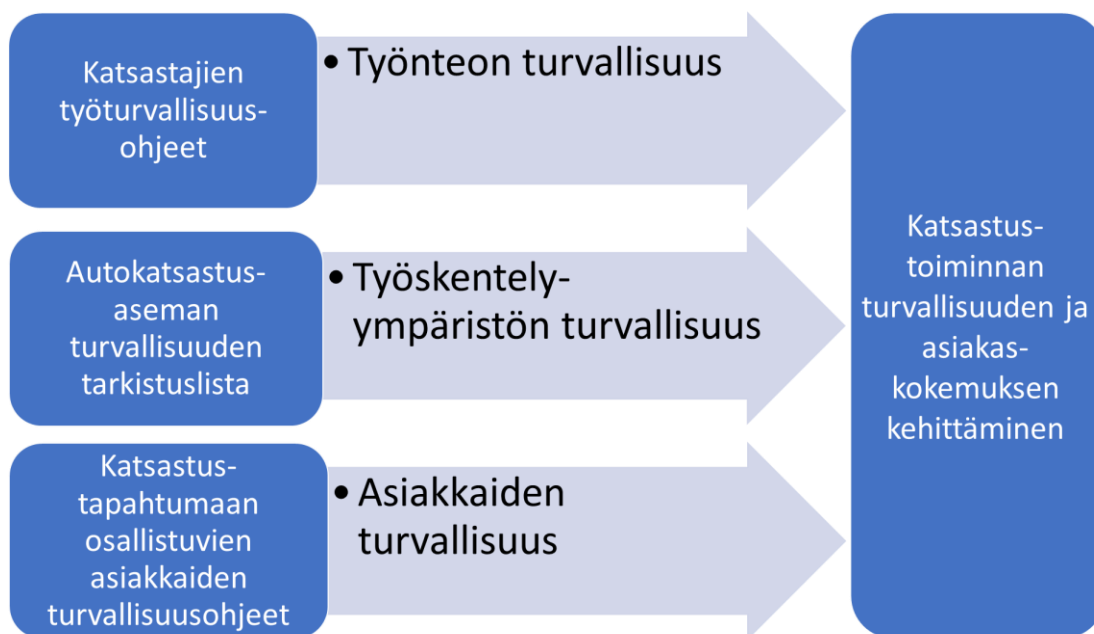 Katsastajien
työturvallisuus-
ohjeet
• Työnteon turvallisuus
Autokatsastus-
aseman
turvallisuuden
tarkistuslista
• Työskentely-
ympäristön turvallisuus
Katsastus-
tapahtumaan
osallistuvien
asiakkaiden
turvallisuusohjeet
• Asiakkaiden
turvallisuus
Katsastus-
toiminnan
turvallisuuden ja
asiakas-
kokemuksen
kehittäminen